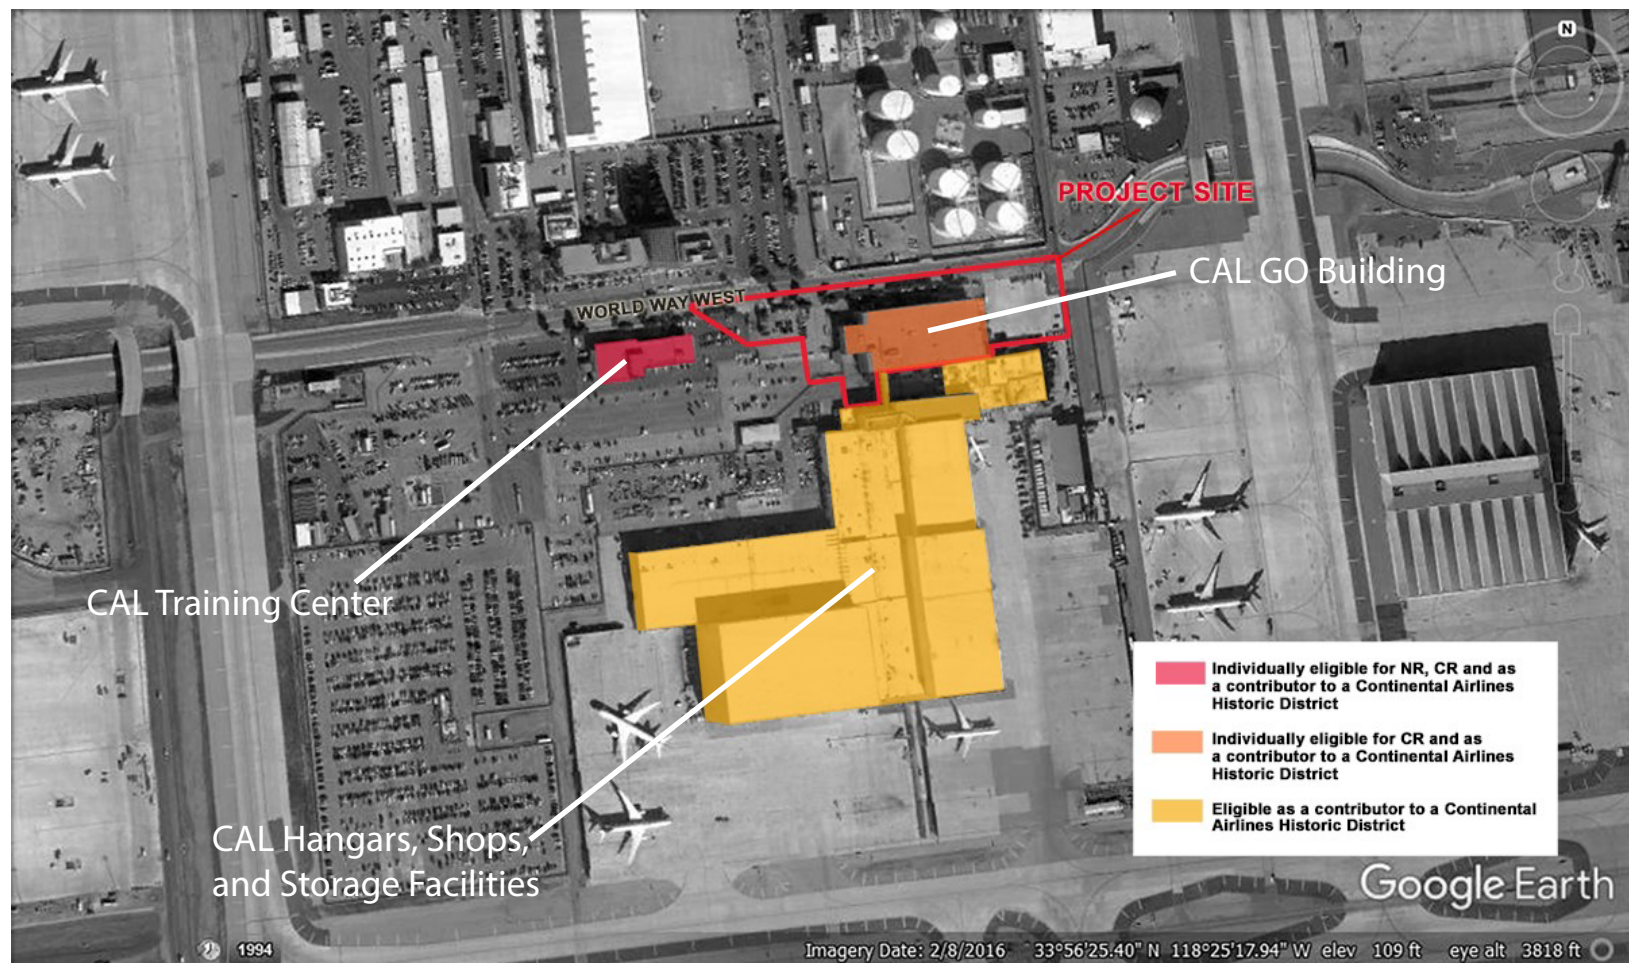 N
PROJECT SITE
CAL GO Building
WORLD WAY WEST
CAL Training Center
Individually eligible for NR, CR and as
a contributor to a Continental Airlines
Historic District
Individually eligible for CR and as
a contributor to a Continental Airlines
Historic District
Eligible as a contributor to a Continental
Airlines Historic District
CAL Hangars, Shops,
and Storage Facilities
Google Earth
1994
Imagery Date: 2/8/2016 33°56'25.40" N 118°25'17.94" W elev 109 ft eye alt 3818 ft